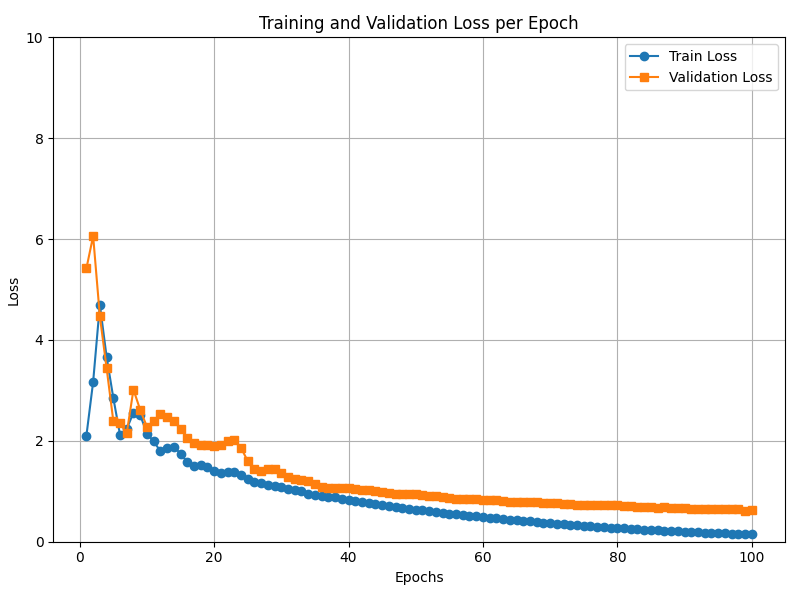 Training and Validation Loss per Epoch
Train Loss
Validation Loss
10
8
6
4
2
0
Loss
0 20 40 60 80 100
Epochs